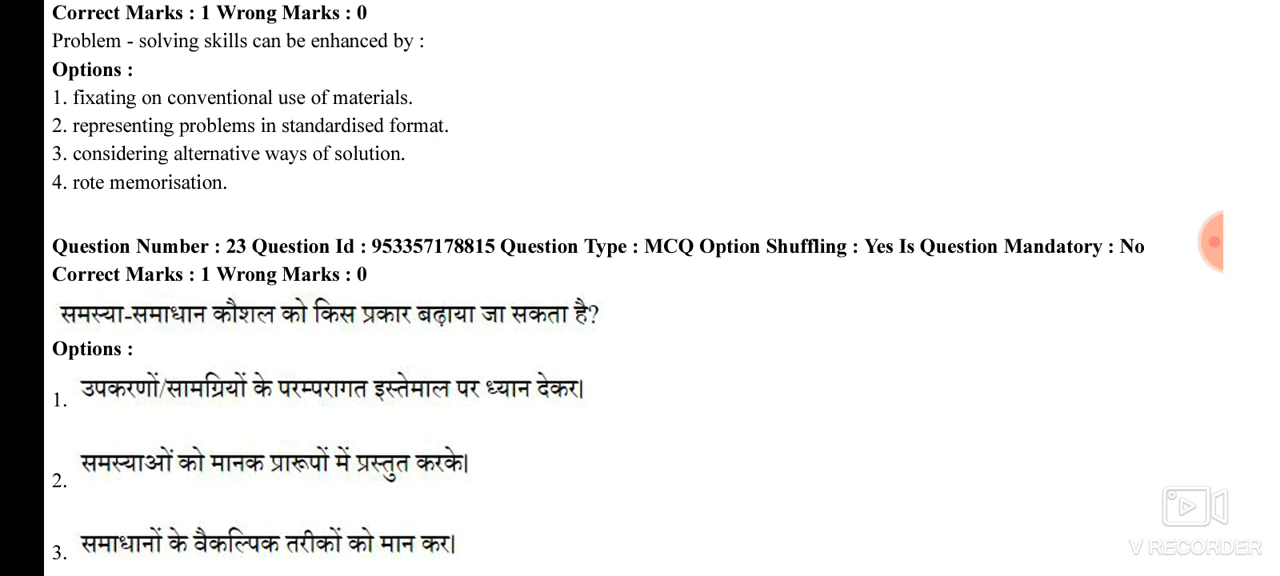 Correct Marks : 1 Wrong Marks : 0
Problem - solving skills can be enhanced by :
Options :
1. fixating on conventional use of materials.
2. representing problems in standardised format.
3. considering alternative ways of solution.
4. rote memorisation.
Question Number : 23 Question Id : 953357178815 Question Type : MCQ Option Shuffling : Yes Is Question Mandatory : No
Correct Marks : 1 Wrong Marks : 0
समस्या-समाधान कौशल को किस प्रकार बढ़ाया जा सकता है?
Options :
1. उपकरणों/सामग्रियों के परम्परागत इस्तेमाल पर ध्यान देकर।
2. समस्याओं को मानक प्रारूपों में प्रस्तुत करके।
3. समाधानों के वैकल्पिक तरीकों को मान कर।
V RECORDER